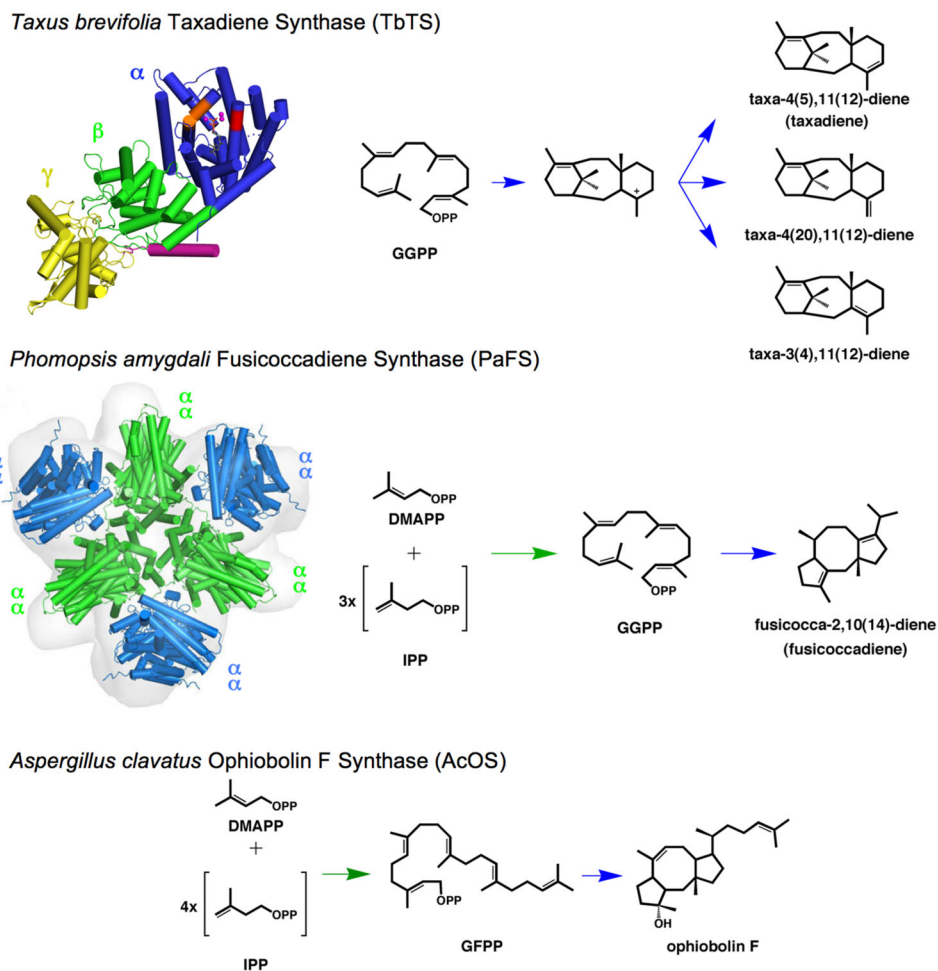 Taxus brevifolia Taxadiene Synthase (TbTS)
α
β
γ
OPP
GGPP
+
taxa-4(5),11(12)-diene
(taxadiene)
taxa-4(20),11(12)-diene
taxa-3(4),11(12)-diene
Phomopsis amygdali Fusicoccadiene Synthase (PaFS)
α
α
α
α
α
α
α
α
α
α
α
α
OPP
DMAPP
+
3x
OPP
IPP
OPP
GGPP
fusicocca-2,10(14)-diene
(fusicoccadiene)
Aspergillus clavatus Ophiobolin F Synthase (AcOS)
OPP
DMAPP
+
4x
OPP
IPP
OPP
GFPP
OH
ophiobolin F